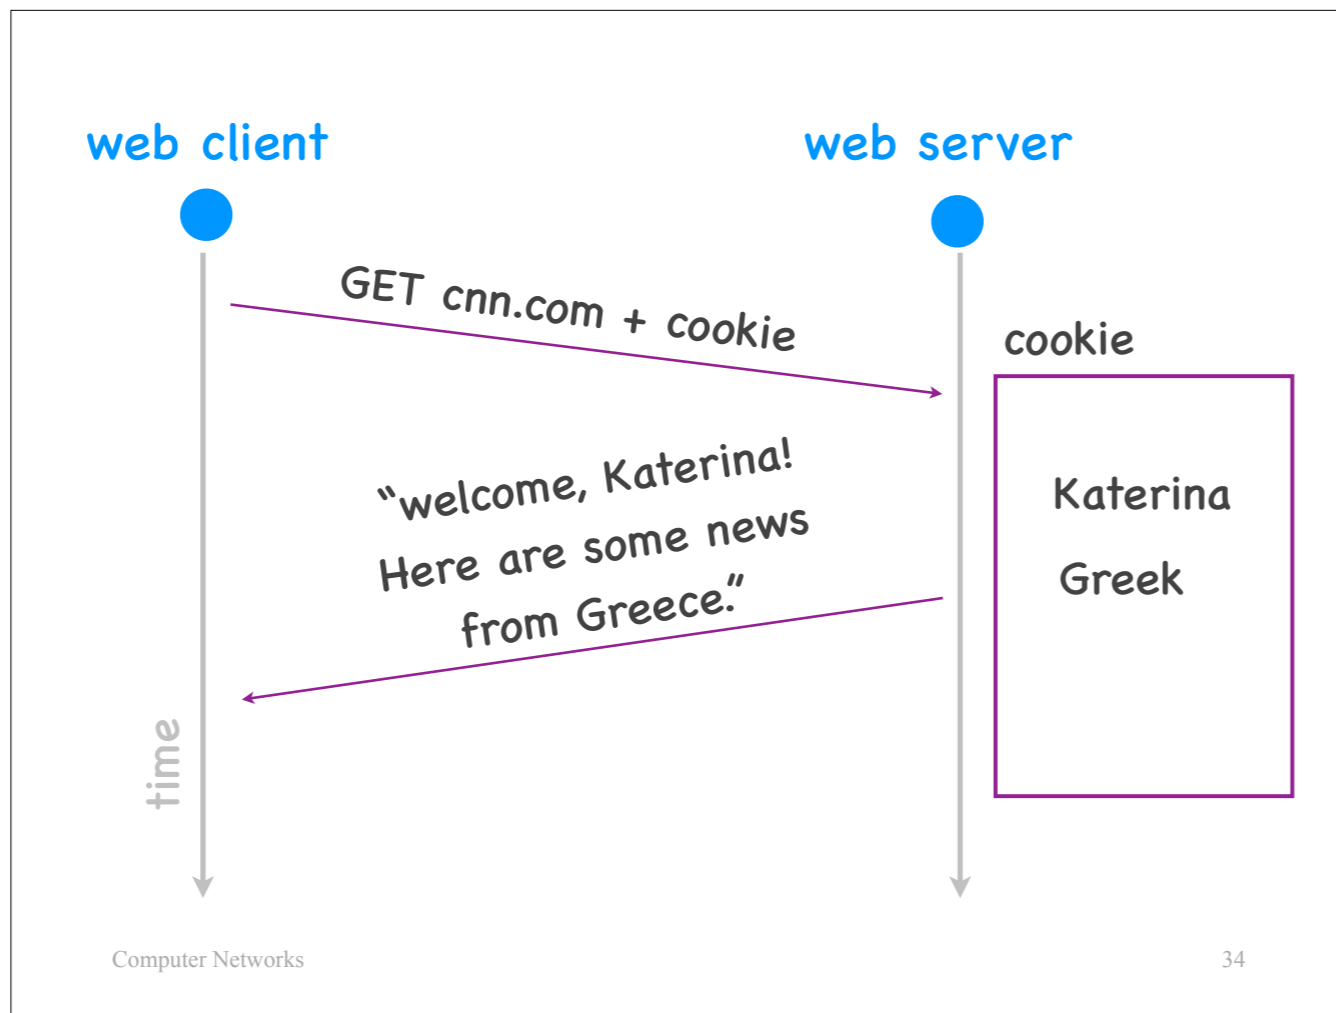 web client
web server
GET cnn.com + cookie
cookie
“welcome, Katerina!
Here are some news
from Greece.”
Katerina
Greek
time
Computer Networks
34